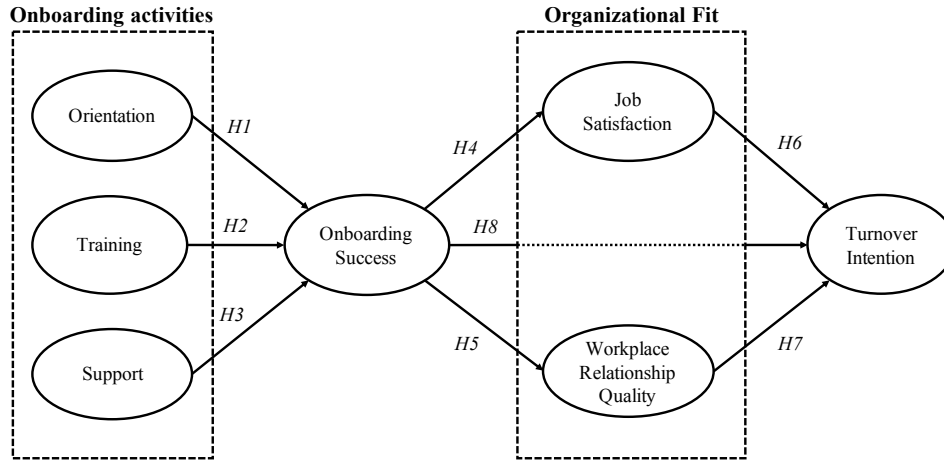 Onboarding activities
Organizational Fit
Orientation
Training
Support
H1
H2
H3
Onboarding
Success
H4
H8
H5
Job
Satisfaction
Workplace
Relationship
Quality
H6
H7
Turnover
Intention